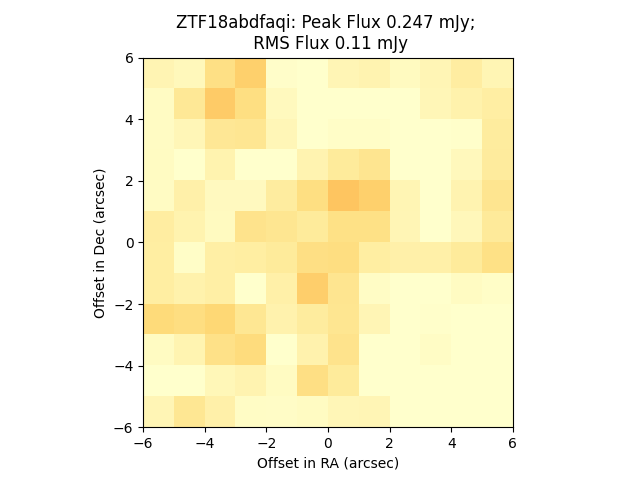 ZTF18abdfaqi: Peak Flux 0.247 mJy;
RMS Flux 0.11 mJy
6
4
2
0
−2
−4
−6
Offset in Dec (arcsec)
−6 −4 −2 0 2 4 6
Offset in RA (arcsec)